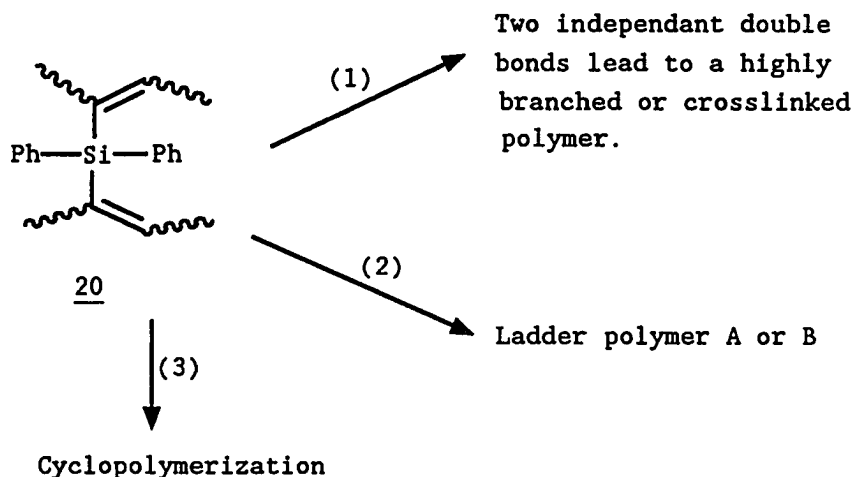 Two independant double
bonds lead to a highly
branched or crosslinked
polymer.
(1)
Ph Si Ph
20
(2)
Ladder polymer A or B
(3)
Cyclopolymerization